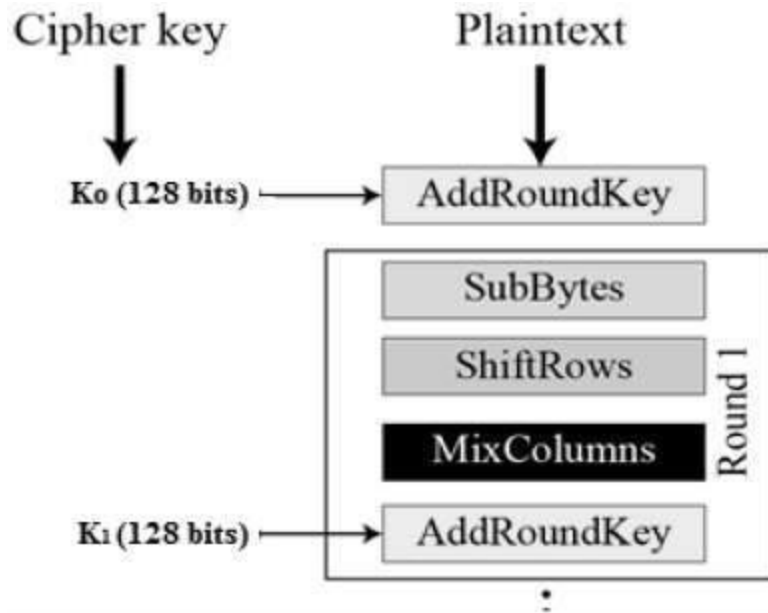 Cipher key
Plaintext
K0 (128 bits)
AddRoundKey
SubBytes
ShiftRows
MixColumns
Round 1
K1 (128 bits)
AddRoundKey